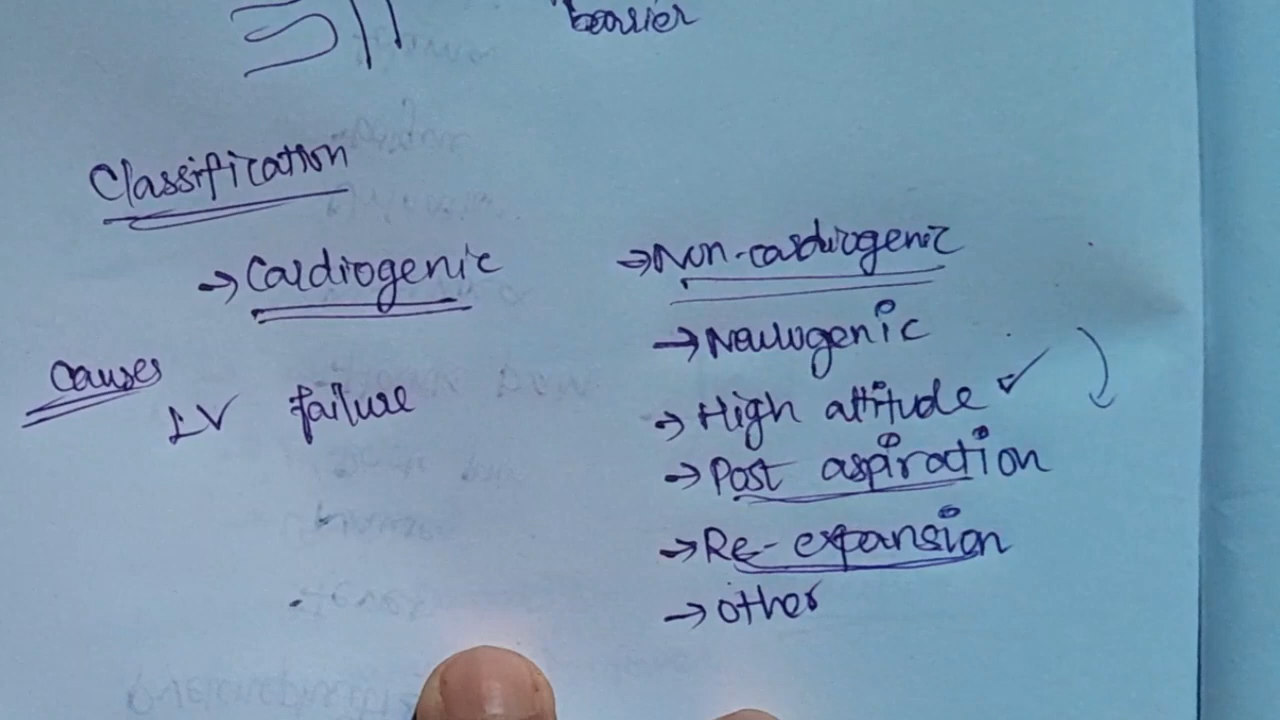 barrier
Classification
→ Cardiogenic
→ Non-cardiogenic
Causes
LV failure
→ Neurogenic
→ High altitude ✓
→ Post aspiration
→ Re-expansion
→ other